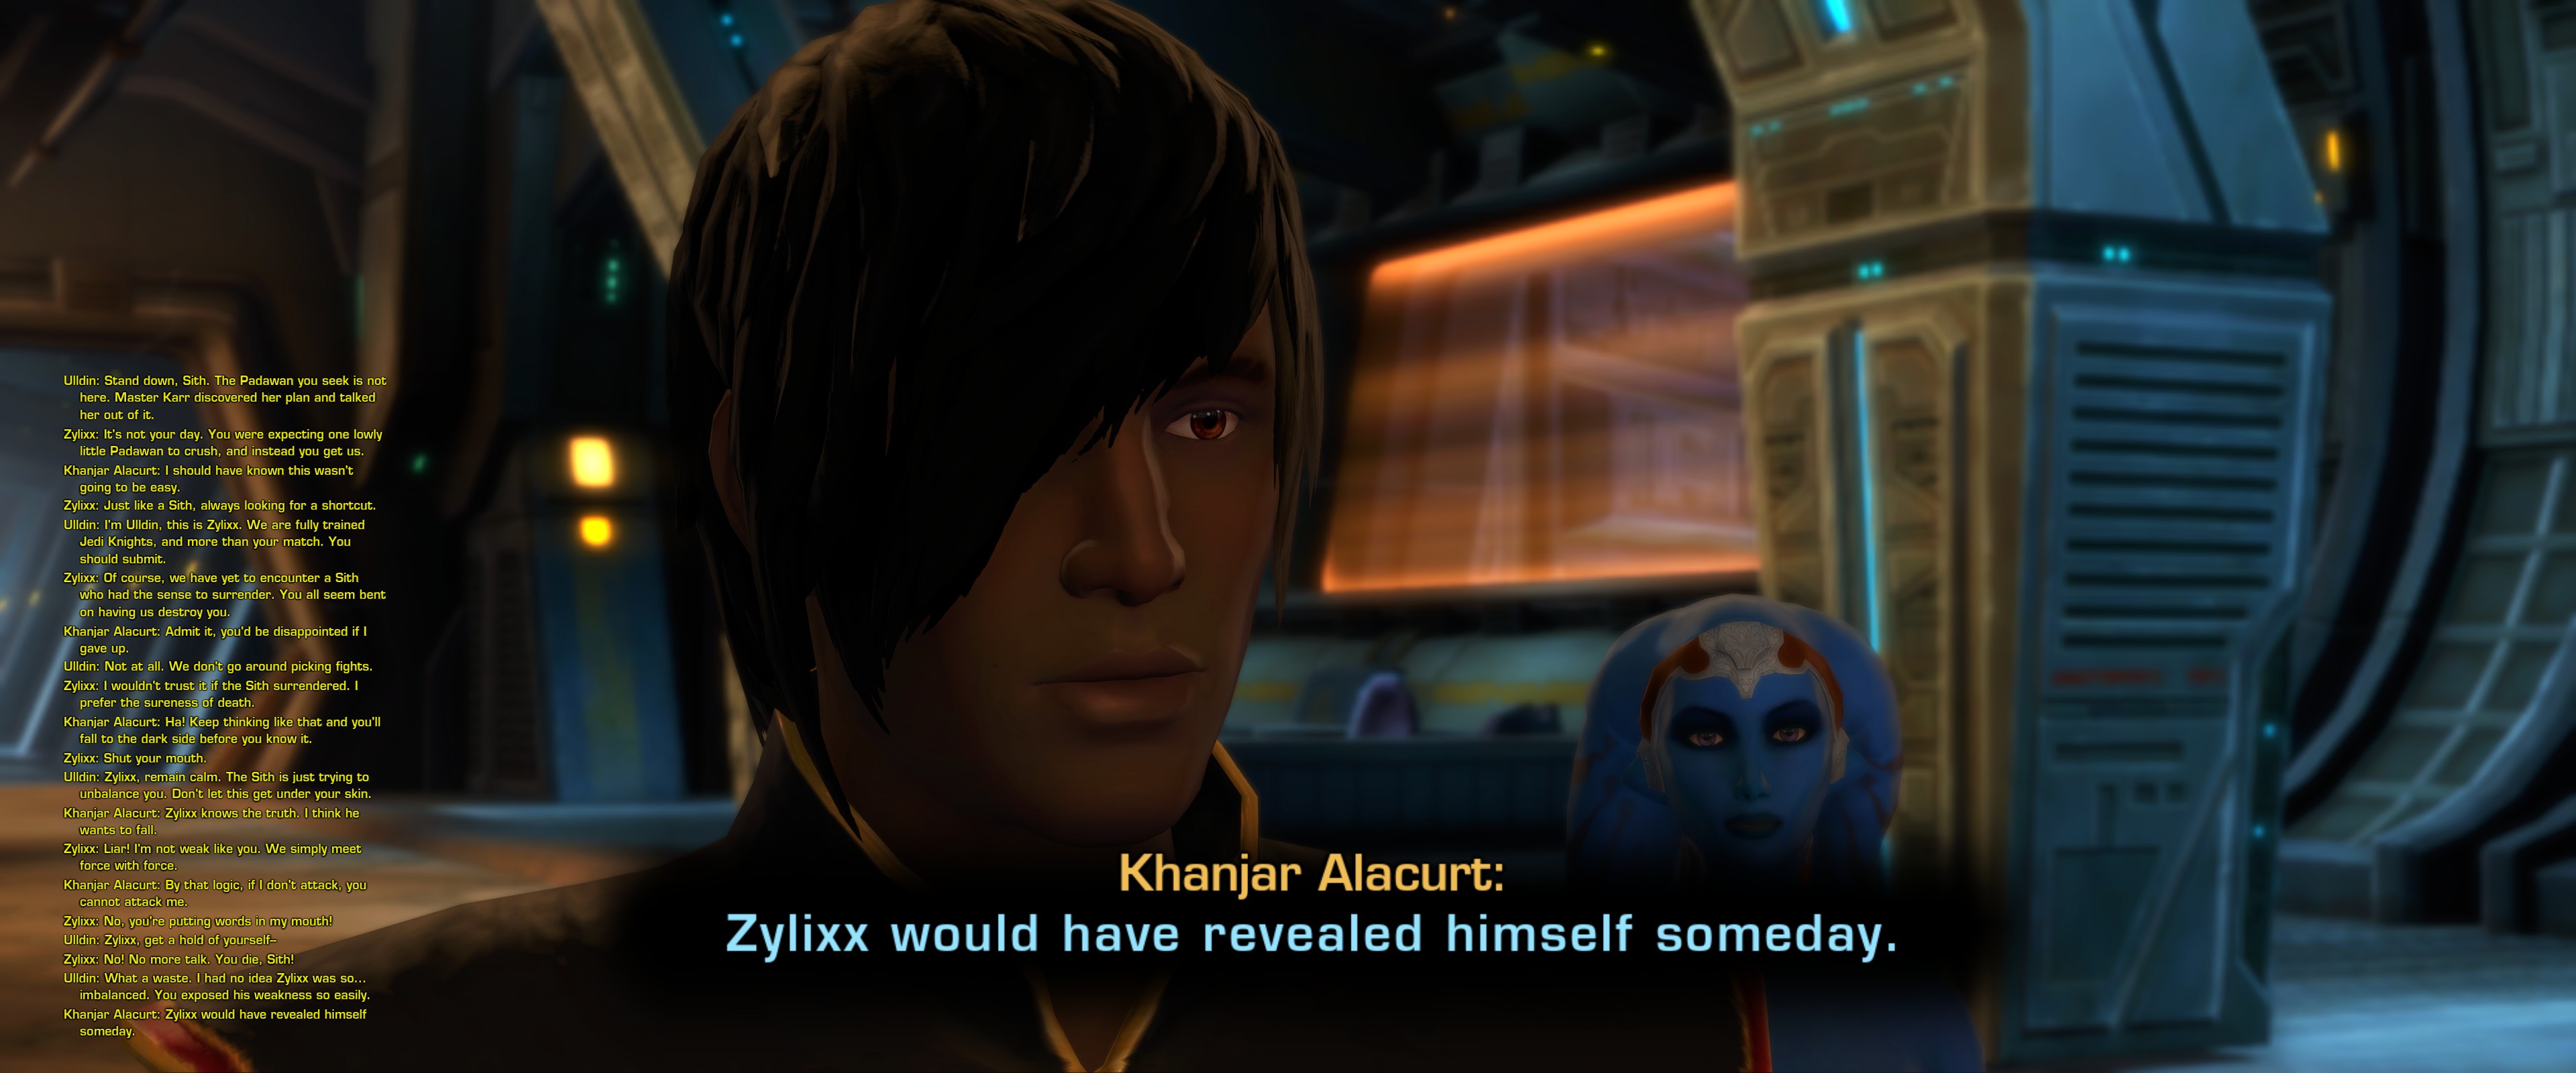 Ulldin: Stand down, Sith. The Padawan you seek is not
here. Master Karr discovered her plan and talked
her out of it.
Zylixx: It's not your day. You were expecting one lowly
little Padawan to crush, and instead you get us.
Khanjar Alacurt: I should have known this wasn't
going to be easy.
Zylixx: Just like a Sith, always looking for a shortcut.
Ulldin: I'm Ulldin, this is Zylixx. We are fully trained
Jedi Knights, and more than your match. You
should submit.
Zylixx: Of course, we have yet to encounter a Sith
who had the sense to surrender. You all seem bent
on having us destroy you.
Khanjar Alacurt: Admit it, you'd be disappointed if I
gave up.
Ulldin: Not at all. We don't go around picking fights.
Zylixx: I wouldn't trust it if the Sith surrendered. I
prefer the sureness of death.
Khanjar Alacurt: Ha! Keep thinking like that and you'll
fall to the dark side before you know it.
Zylixx: Shut your mouth.
Ulldin: Zylixx, remain calm. The Sith is just trying to
unbalance you. Don't let this get under your skin.
Khanjar Alacurt: Zylixx knows the truth. I think he
wants to fall.
Zylixx: Liar! I'm not weak like you. We simply meet
force with force.
Khanjar Alacurt: By that logic, if I don't attack, you
cannot attack me.
Zylixx: No, you're putting words in my mouth!
Ulldin: Zylixx, get a hold of yourself–
Zylixx: No! No more talk. You die, Sith!
Ulldin: What a waste. I had no idea Zylixx was so...
imbalanced. You exposed his weakness so easily.
Khanjar Alacurt: Zylixx would have revealed himself
someday.
Khanjar Alacurt:
Zylixx would have revealed himself someday.